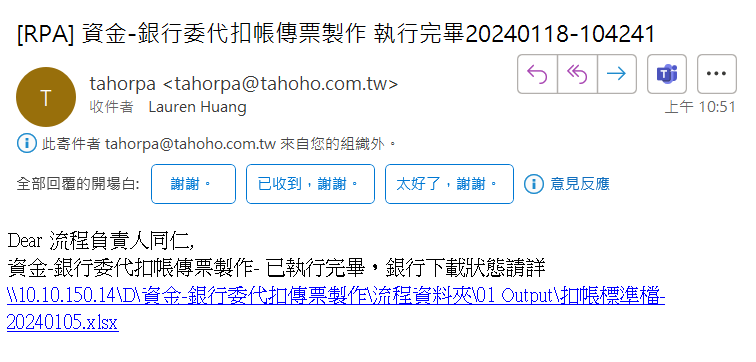 [RPA] 資金-銀行委代扣帳傳票製作 執行完畢20240118-104241
T
tahorpa <tahorpa@tahoho.com.tw>
收件者 Lauren Huang
上午 10:51
此寄件者 tahorpa@tahoho.com.tw 來自您的組織外。
全部回覆的開場白: 謝謝。 已收到，謝謝。 太好了，謝謝。 意見反應
Dear 流程負責人同仁,
資金-銀行委代扣帳傳票製作- 已執行完畢，銀行下載狀態請詳
\\10.10.150.14\D\資金-銀行委代扣傳票製作\流程資料夾\01 Output\扣帳標準檔-
20240105.xlsx